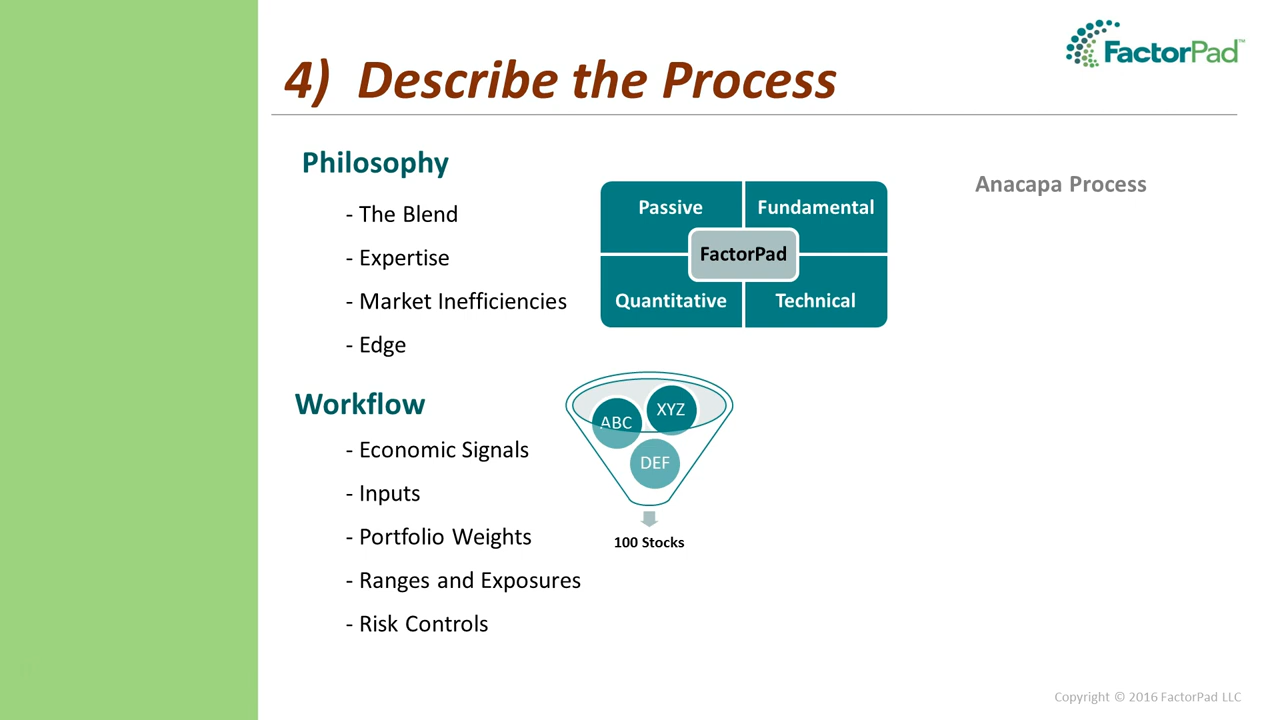 FactorPad™
4) Describe the Process
Philosophy
- The Blend
- Expertise
- Market Inefficiencies
- Edge
Passive
Fundamental
FactorPad
Quantitative
Technical
Anacapa Process
Workflow
- Economic Signals
- Inputs
- Portfolio Weights
- Ranges and Exposures
- Risk Controls
ABC
XYZ
DEF
100 Stocks
Copyright © 2016 FactorPad LLC